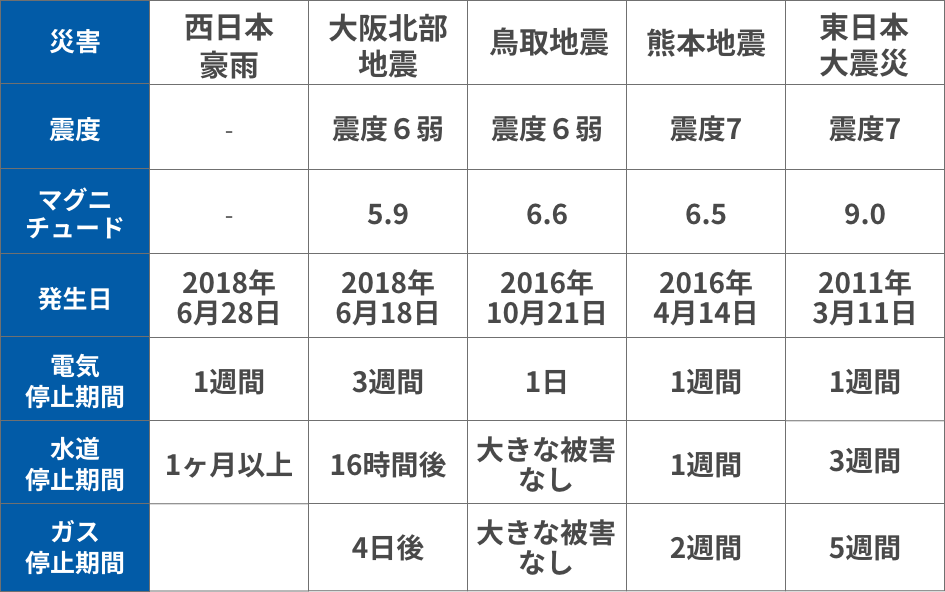 災害
西日本
豪雨
大阪北部
地震
鳥取地震
熊本地震
東日本
大震災
震度
-
震度６弱
震度６弱
震度7
震度7
マグニ
チュード
-
5.9
6.6
6.5
9.0
発生日
2018年
6月28日
2018年
6月18日
2016年
10月21日
2016年
4月14日
2011年
3月11日
電気
停止期間
1週間
3週間
1日
1週間
1週間
水道
停止期間
1ヶ月以上
16時間後
大きな被害
なし
1週間
3週間
ガス
停止期間
4日後
大きな被害
なし
2週間
5週間